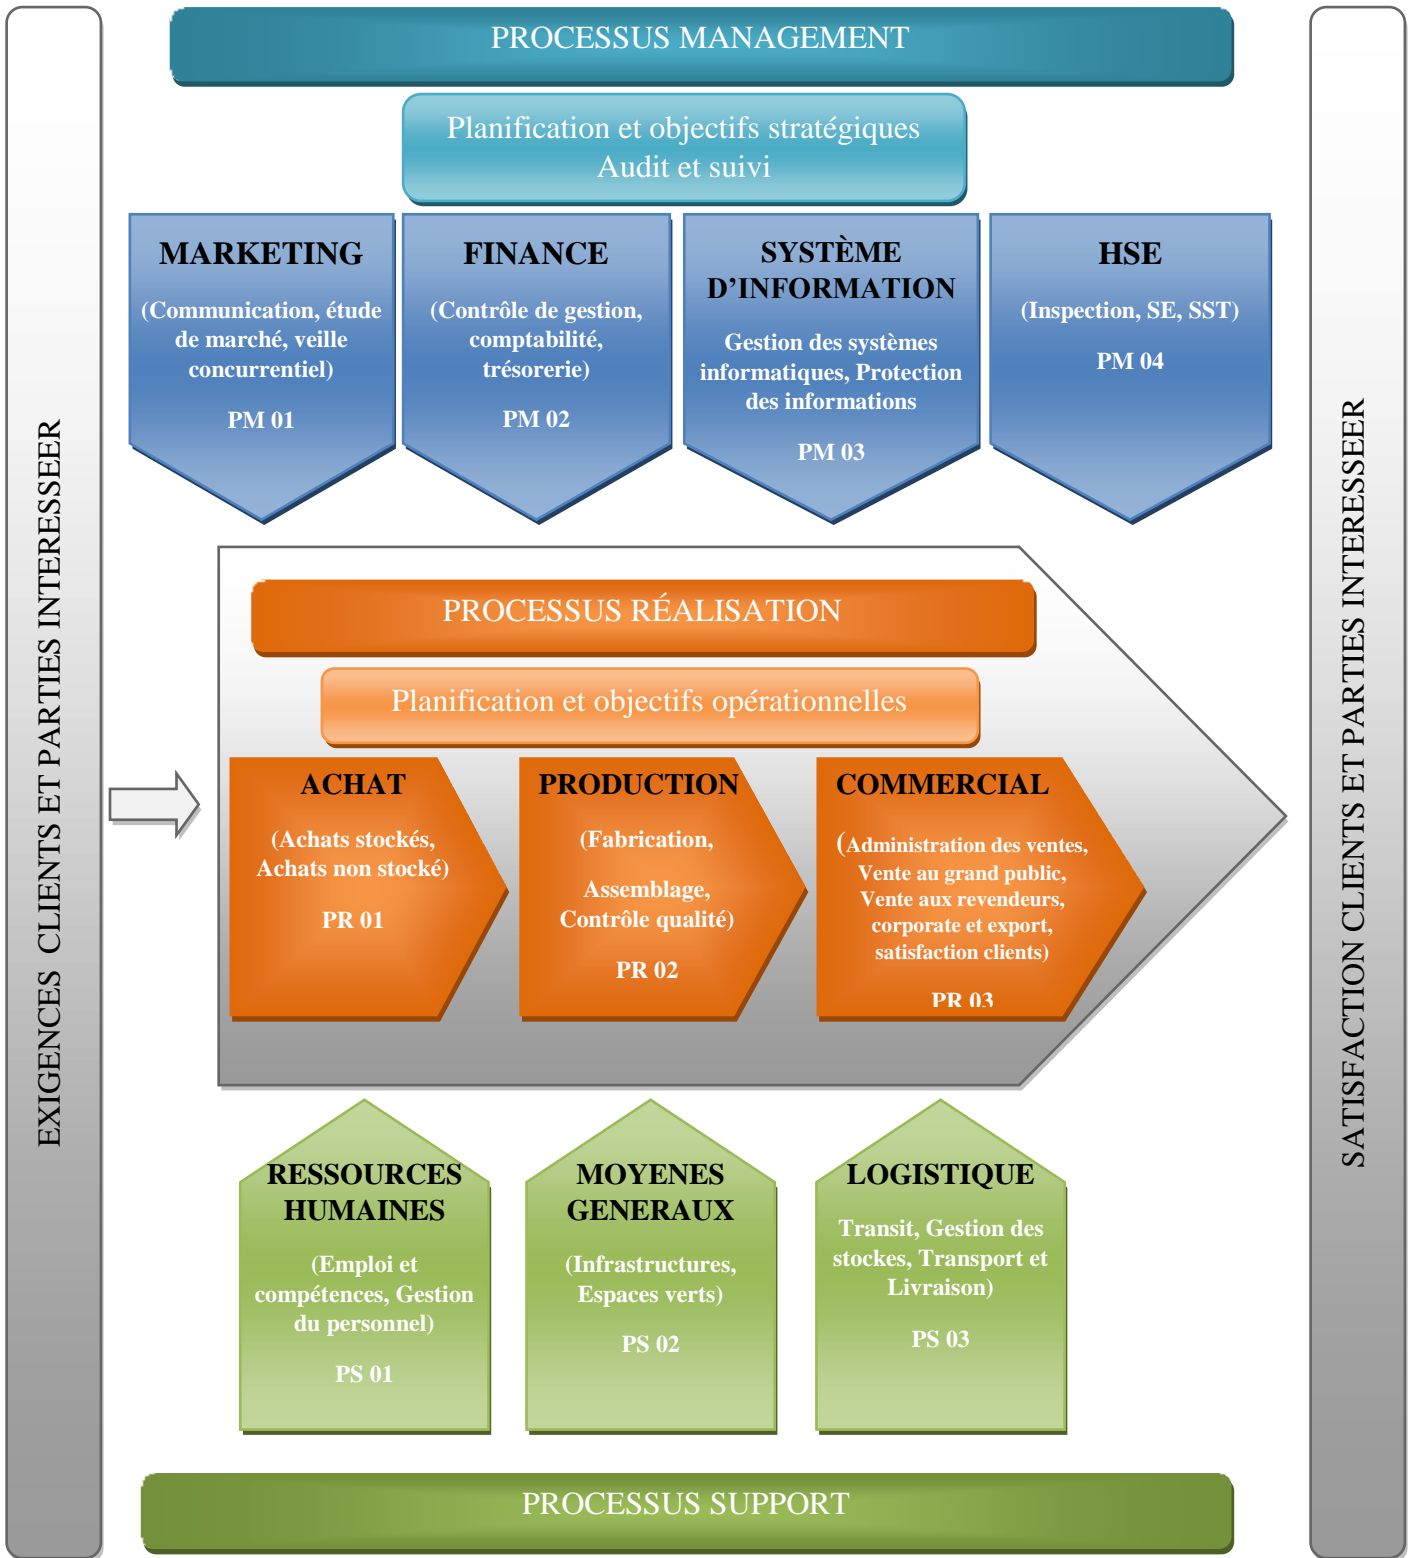 EXIGENCES CLIENTS ET PARTIES INTERESSEER
PROCESSUS MANAGEMENT
Planification et objectifs stratégiques
Audit et suivi
MARKETING
(Communication, étude
de marché, veille
concurrentiel)
PM 01
FINANCE
(Contrôle de gestion,
comptabilité,
trésorerie)
PM 02
SYSTÈME
D’INFORMATION
Gestion des systèmes
informatiques, Protection
des informations
PM 03
HSE
(Inspection, SE, SST)
PM 04
PROCESSUS RÉALISATION
Planification et objectifs opérationnelles
ACHAT
(Achats stockés,
Achats non stocké)
PR 01
PRODUCTION
(Fabrication,
Assemblage,
Contrôle qualité)
PR 02
COMMERCIAL
(Administration des ventes,
Vente au grand public,
Vente aux revendeurs,
corporate et export,
satisfaction clients)
PR 03
RESSOURCES
HUMAINES
(Emploi et
compétences, Gestion
du personnel)
PS 01
MOYENES
GENERAUX
(Infrastructures,
Espaces verts)
PS 02
LOGISTIQUE
Transit, Gestion des
stockes, Transport et
Livraison)
PS 03
PROCESSUS SUPPORT
SATISFACTION CLIENTS ET PARTIES INTERESSEER